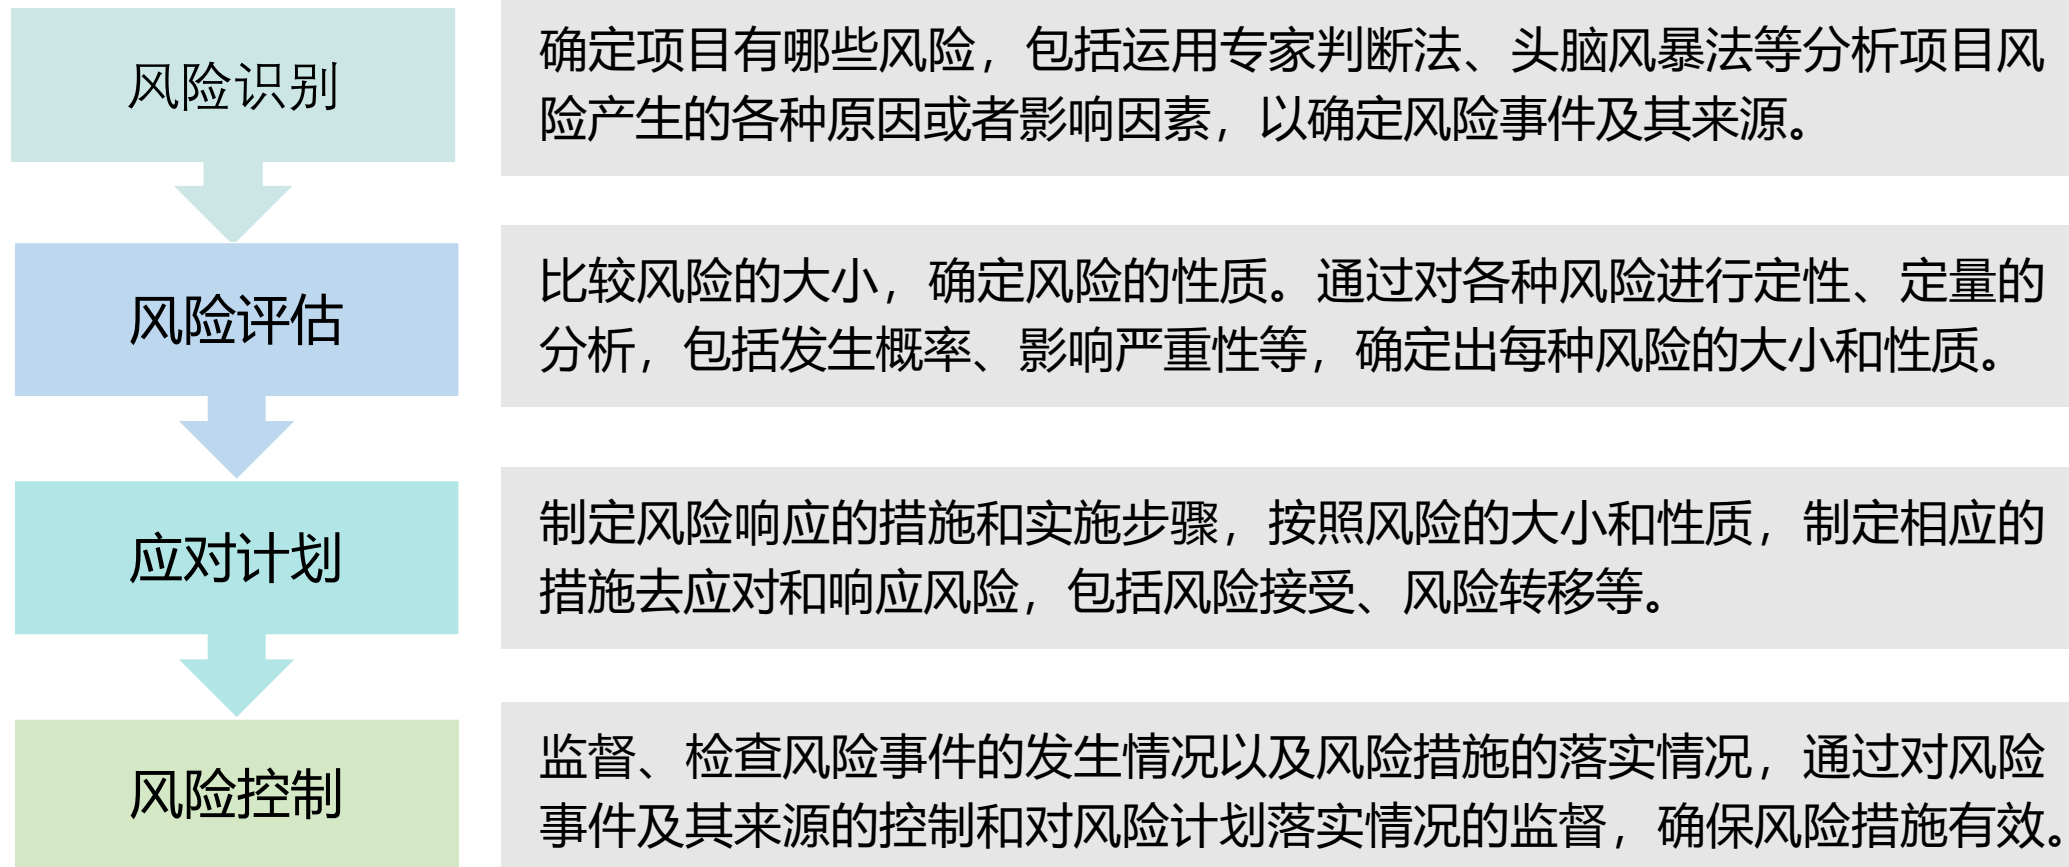 风险识别
确定项目有哪些风险，包括运用专家判断法、头脑风暴法等分析项目风
险产生的各种原因或者影响因素，以确定风险事件及其来源。
风险评估
比较风险的大小，确定风险的性质。通过对各种风险进行定性、定量的
分析，包括发生概率、影响严重性等，确定出每种风险的大小和性质。
应对计划
制定风险响应的措施和实施步骤，按照风险的大小和性质，制定相应的
措施去应对和响应风险，包括风险接受、风险转移等。
风险控制
监督、检查风险事件的发生情况以及风险措施的落实情况，通过对风险
事件及其来源的控制和对风险计划落实情况的监督，确保风险措施有效。